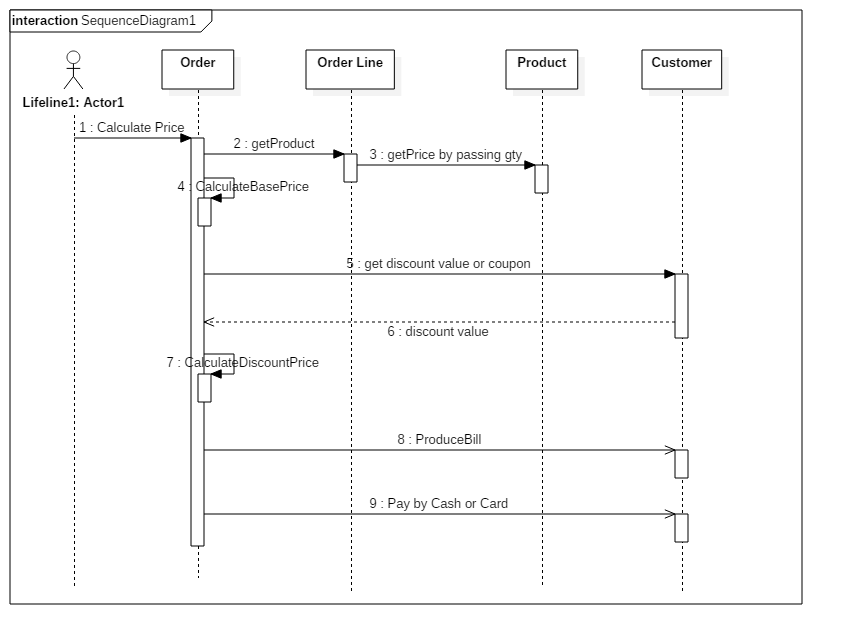 interaction SequenceDiagram1
Order
Order Line
Product
Customer
Lifeline1: Actor1
1 : Calculate Price
2 : getProduct
3 : getPrice by passing gty
4 : CalculateBasePrice
5 : get discount value or coupon
6 : discount value
7 : CalculateDiscountPrice
8 : ProduceBill
9 : Pay by Cash or Card